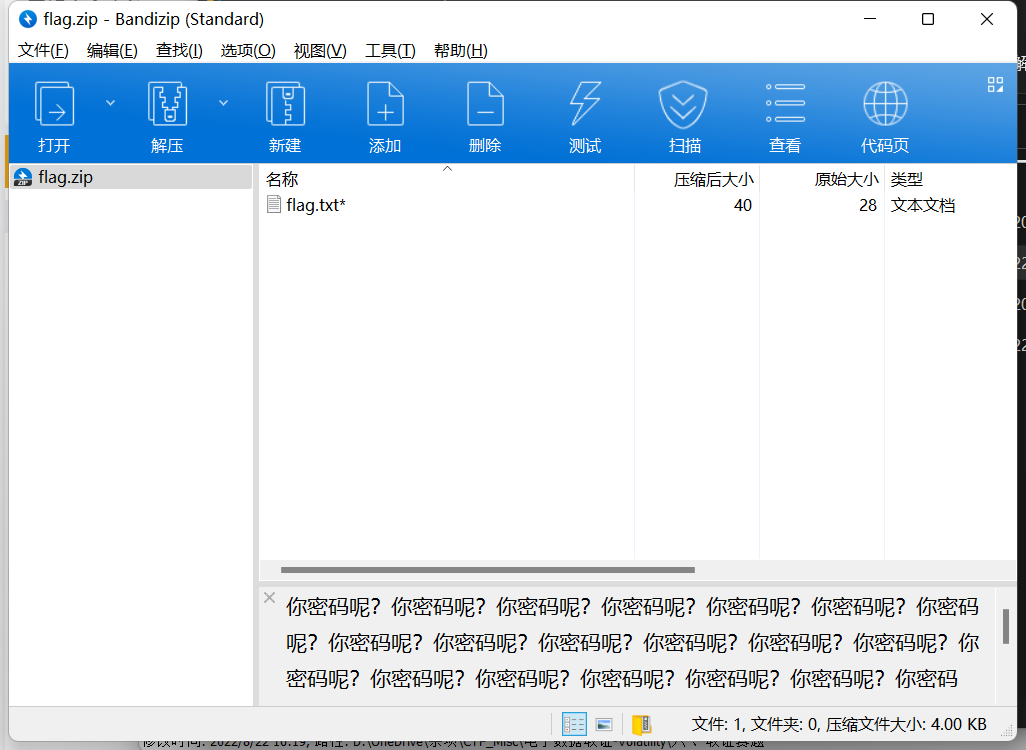 flag.zip - Bandizip (Standard)
文件(F) 编辑(E) 查找(I) 选项(O) 视图(V) 工具(T) 帮助(H)
打开 解压 新建 添加 删除 测试 扫描 查看 代码页
flag.zip
名称 压缩后大小 原始大小 类型
flag.txt* 40 28 文本文档
你密码呢？你密码呢？你密码呢？你密码呢？你密码呢？你密码呢？你密码
呢？你密码呢？你密码呢？你密码呢？你密码呢？你密码呢？你密码呢？你
密码呢？你密码呢？你密码呢？你密码呢？你密码呢？你密码呢？你密码
文件: 1, 文件夹: 0, 压缩文件大小: 4.00 KB